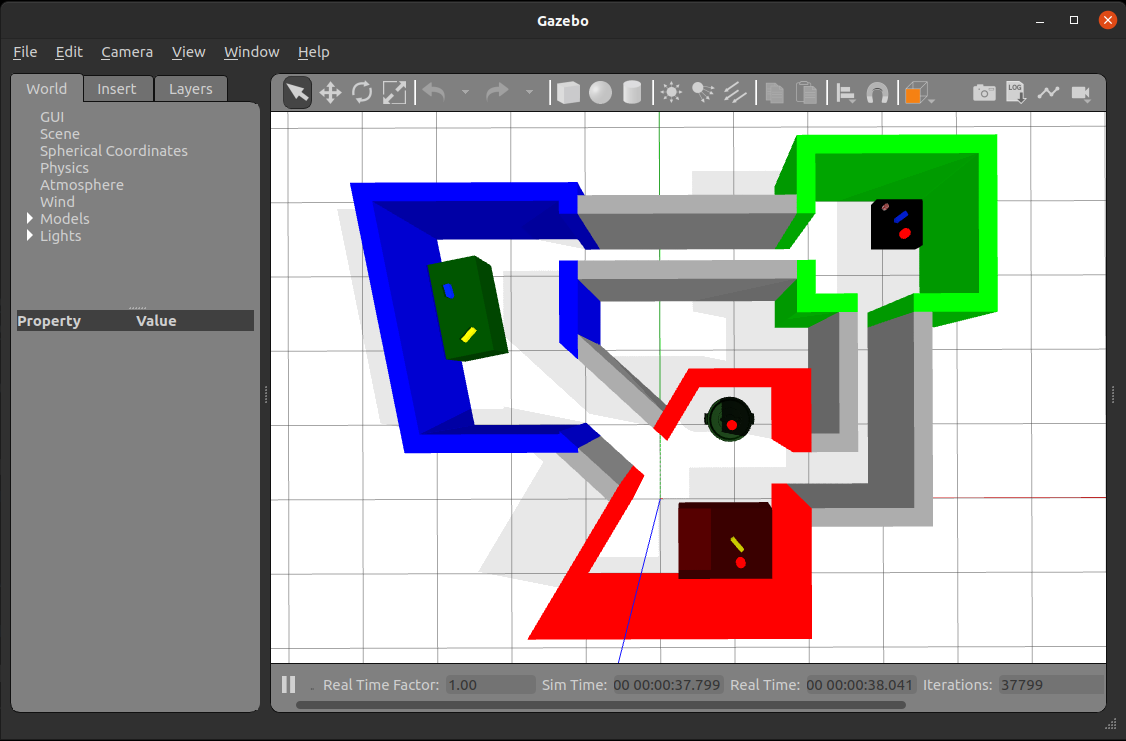 Gazebo
File Edit Camera View Window Help
World Insert Layers
LOG
GUI
Scene
Spherical Coordinates
Physics
Atmosphere
Wind
Models
Lights
Property Value
Real Time Factor: 1.00 Sim Time: 00 00:00:37.799 Real Time: 00 00:00:38.041 Iterations: 37799